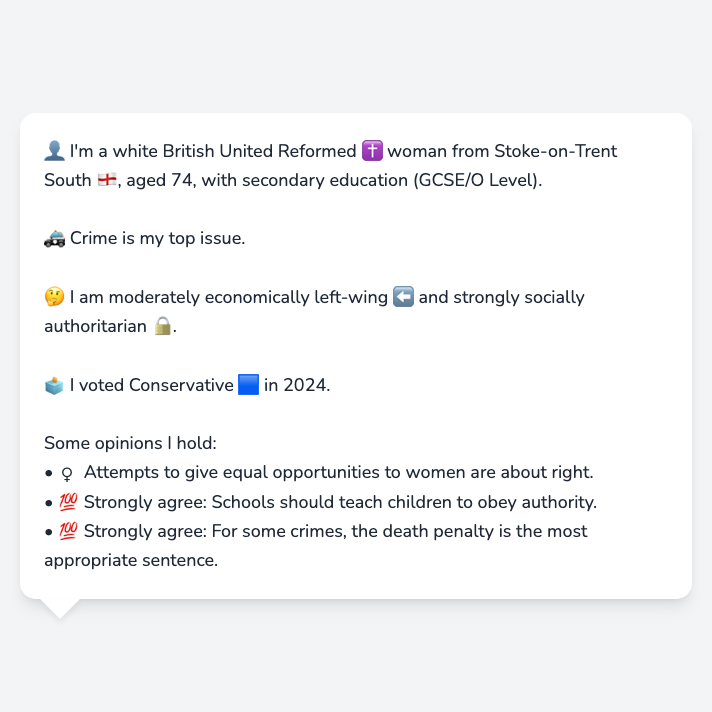 👤 I'm a white British United Reformed ✝️ woman from Stoke-on-Trent
South 🏴󠁧󠁢󠁥󠁮󠁧󠁿, aged 74, with secondary education (GCSE/O Level).
🚓 Crime is my top issue.
🤔 I am moderately economically left-wing ⬅️ and strongly socially
authoritarian 🔒.
🗳️ I voted Conservative 🟦 in 2024.
Some opinions I hold:
• ♀ Attempts to give equal opportunities to women are about right.
• 💯 Strongly agree: Schools should teach children to obey authority.
• 💯 Strongly agree: For some crimes, the death penalty is the most
appropriate sentence.